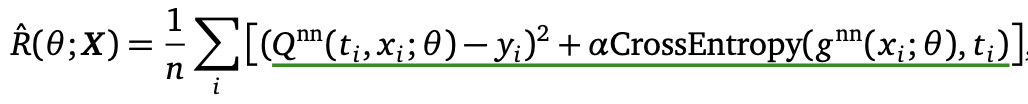 R̂(θ; X) = 1/n ∑_i [(Q^nn(t_i, x_i; θ) − y_i)² + αCrossEntropy(g^nn(x_i; θ), t_i)],